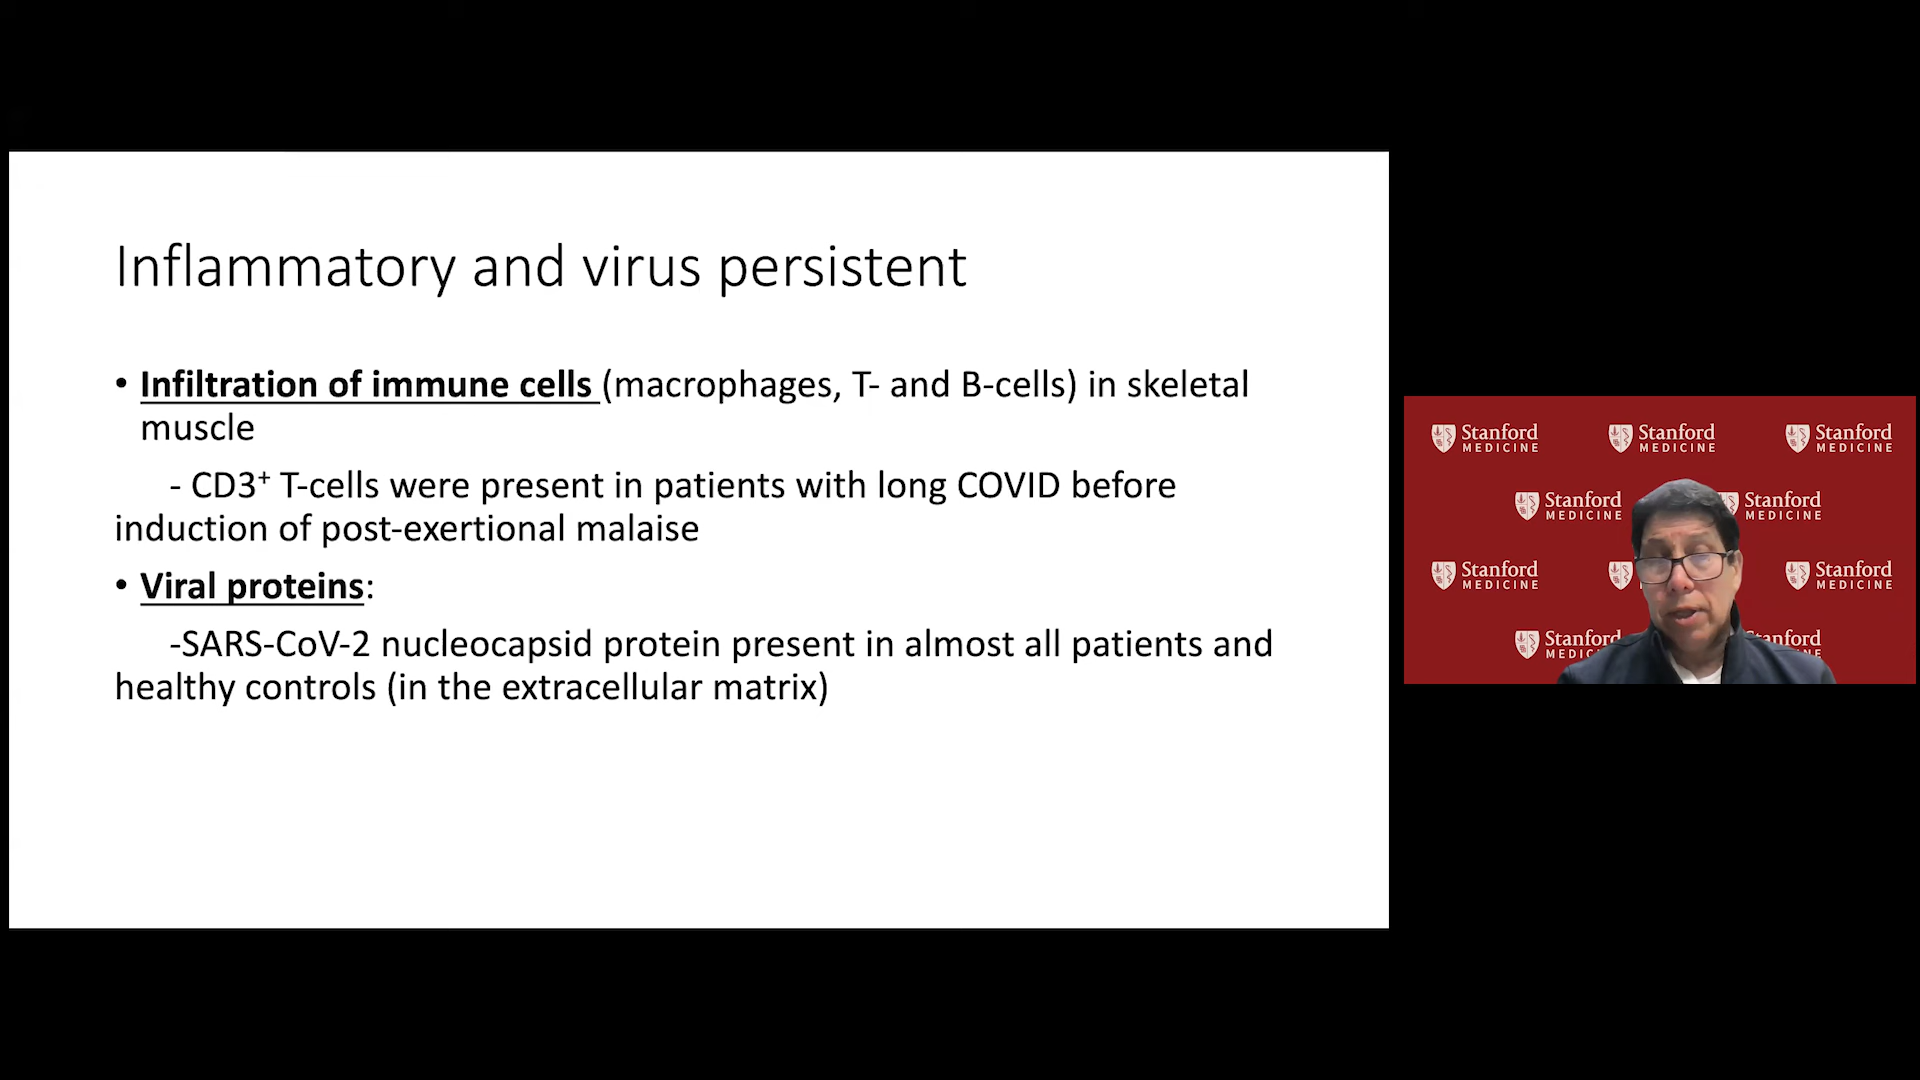 Inflammatory and virus persistent
• Infiltration of immune cells (macrophages, T- and B-cells) in skeletal
muscle
- CD3⁺ T-cells were present in patients with long COVID before
induction of post-exertional malaise
• Viral proteins:
-SARS-CoV-2 nucleocapsid protein present in almost all patients and
healthy controls (in the extracellular matrix)
Stanford MEDICINE
Stanford MEDICINE
Stanford MEDICINE
Stanford MEDICINE
Stanford MEDICINE
Stanford MEDICINE
Stanford MEDICINE
Stanford